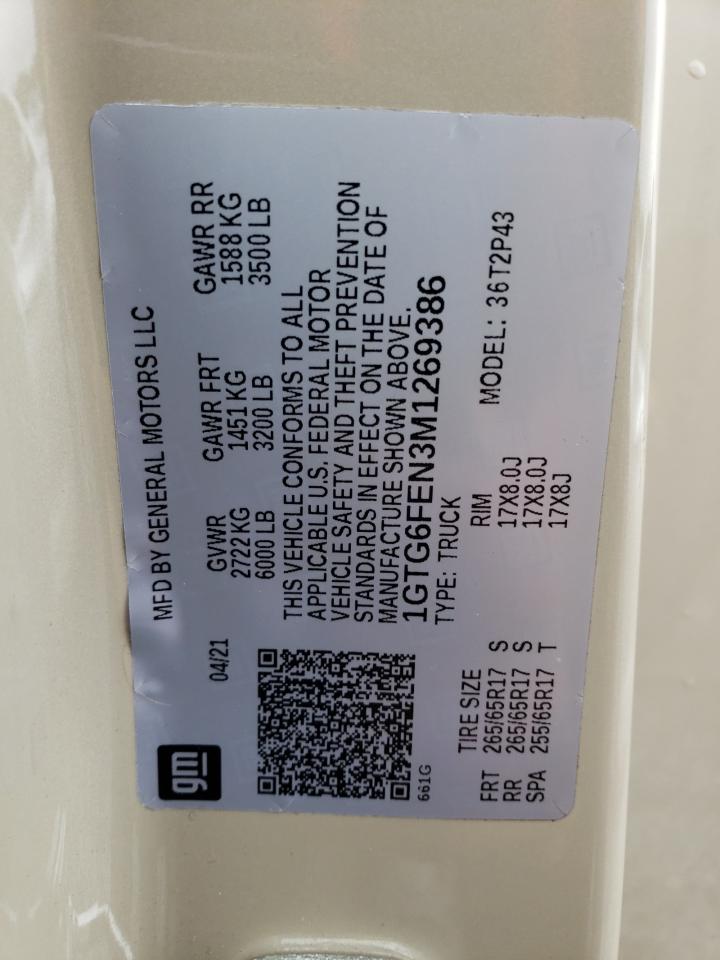 gm
MFD BY GENERAL MOTORS LLC
04/21 GVWR GAWR FRT GAWR RR
2722 KG 1451 KG 1588 KG
6000 LB 3200 LB 3500 LB
THIS VEHICLE CONFORMS TO ALL
APPLICABLE U.S. FEDERAL MOTOR
VEHICLE SAFETY AND THEFT PREVENTION
STANDARDS IN EFFECT ON THE DATE OF
MANUFACTURE SHOWN ABOVE.
1GTG6FEN3M1269386
661G TYPE: TRUCK
TIRE SIZE RIM MODEL: 36T2P43
FRT 265/65R17 S 17X8.0J
RR 265/65R17 S 17X8.0J
SPA 255/65R17 T 17X8J